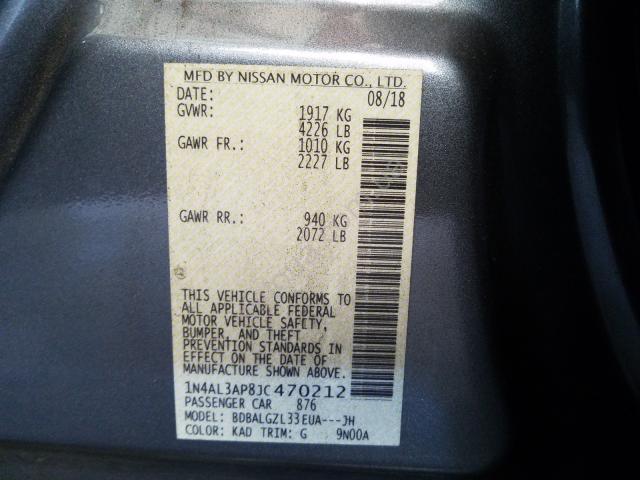 MFD BY NISSAN MOTOR CO., LTD.
DATE: 08/18
GVWR: 1917 KG
4226 LB
GAWR FR.: 1010 KG
2227 LB
GAWR RR.: 940 KG
2072 LB
THIS VEHICLE CONFORMS TO
ALL APPLICABLE FEDERAL
MOTOR VEHICLE SAFETY,
BUMPER, AND THEFT
PREVENTION STANDARDS IN
EFFECT ON THE DATE OF
MANUFACTURE SHOWN ABOVE.
1N4AL3AP8JC470212
PASSENGER CAR 876
MODEL: BDBALGZL33EUA---JH
COLOR: KAD TRIM: G 9N00A